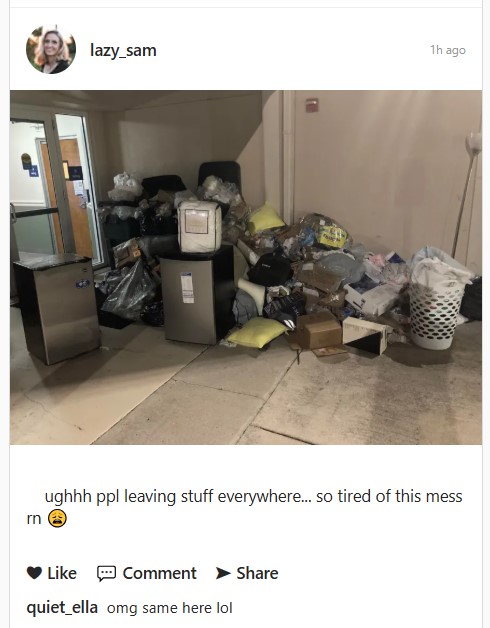 lazy_sam
1h ago
ughhh ppl leaving stuff everywhere... so tired of this mess
rn 😩
Like
Comment
Share
quiet_ella omg same here lol